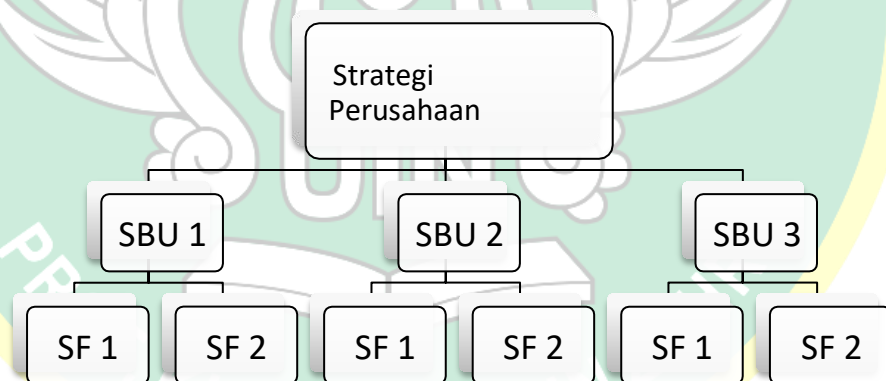 Strategi
Perusahaan
SBU 1
SBU 2
SBU 3
SF 1
SF 2
SF 1
SF 2
SF 1
SF 2
UIN